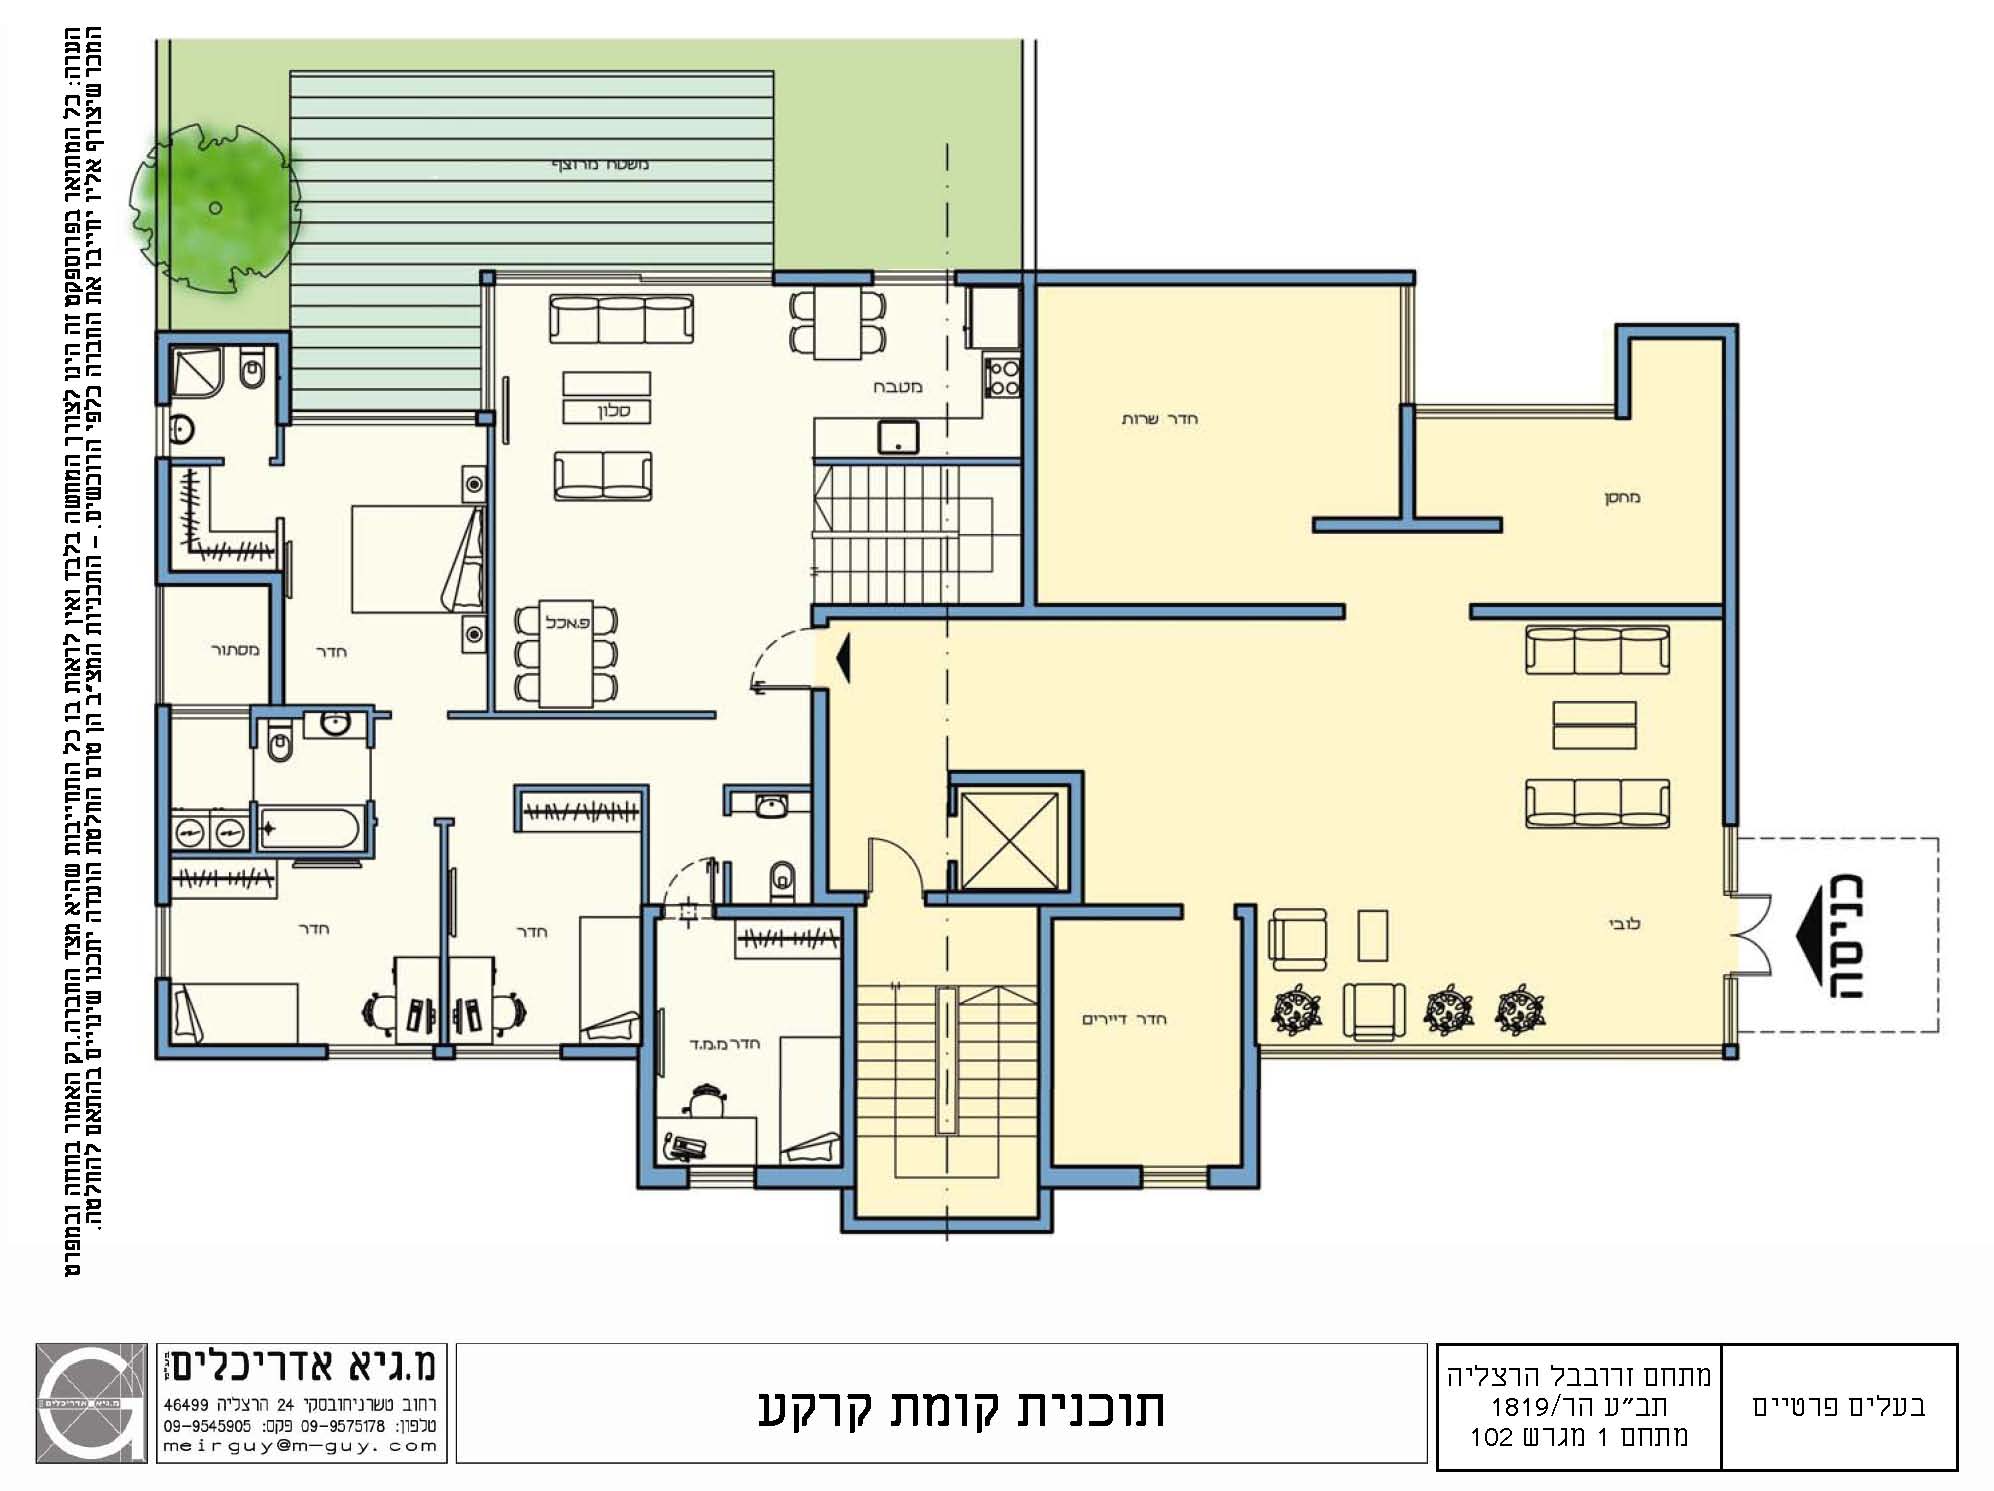 הערה: כל המתואר בפרוספקט זה הינו לצורך המחשה בלבד ואין לראות בו כל התחייבות שהיא מצד החברה.רק האמור בחוזה ובמפרט
המכר שיצורף אליו יחייבו את החברה כלפי הרוכשים. - התכניות המצ"ב הן טרם החלטת הועדה יתכנו שינויים בהתאם להחלטה.
משטח מרוצף
מטבח
סלון
חדר שרות
מחסן
פ.אכל
מסתור
חדר
חדר
חדר
חדר מ.מ.ד
חדר דיירים
לובי
כניסה
מ.גיא אדריכלים בע"מ
רחוב טשרניחובסקי 24 הרצליה 46499
טלפון: 09-9575178 פקס: 09-9545905
meirguy@m-guy.com
מ.גיא אדריכלים
תוכנית קומת קרקע
מתחם זרובבל הרצליה
תב"ע הר/1819
מתחם 1 מגרש 102
בעלים פרטיים